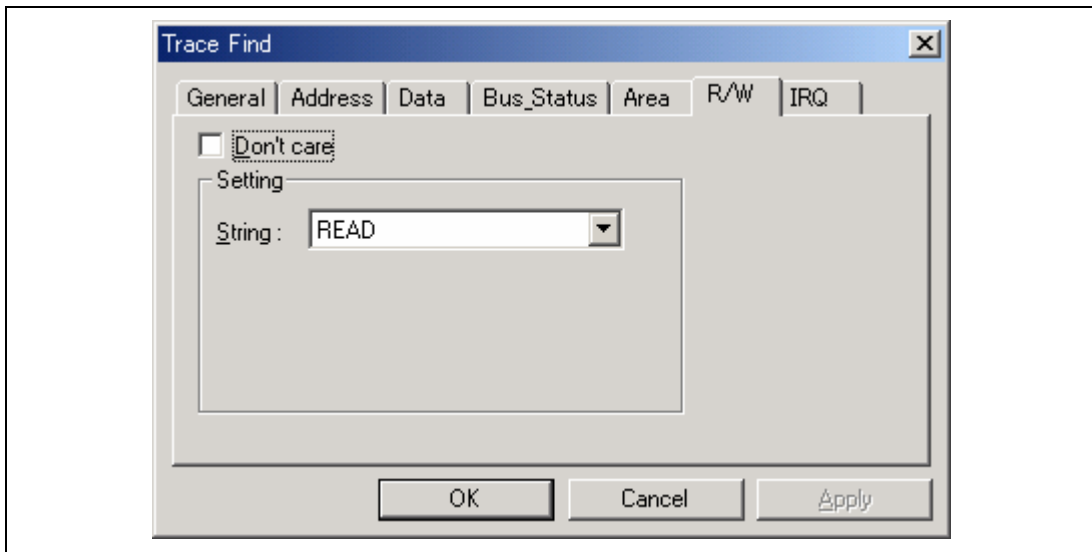 Trace Find
General Address Data Bus_Status Area R/W IRQ
Don't care
Setting
String : READ
OK Cancel Apply